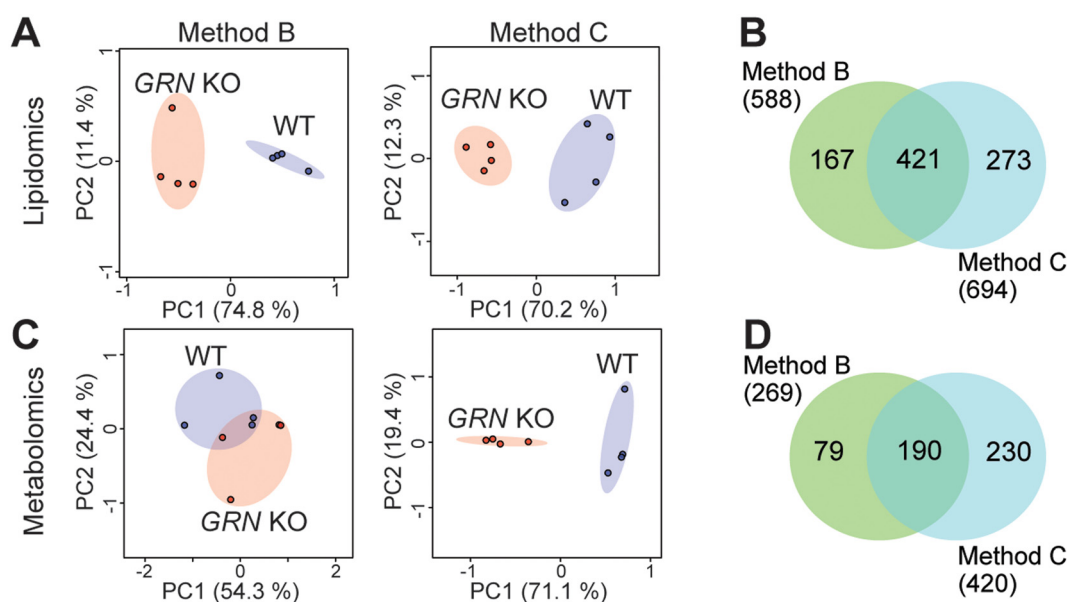 A
Method B
Method C
Lipidomics
PC2 (11.4 %)
1
0
-1
GRN KO
WT
-1
0
1
PC1 (74.8 %)
PC2 (12.3 %)
1
0
-1
GRN KO
WT
-1
0
1
PC1 (70.2 %)
B
Method B
(588)
167
421
273
Method C
(694)
C
Metabolomics
PC2 (24.4 %)
1
0
-1
WT
GRN KO
-2
0
2
PC1 (54.3 %)
PC2 (19.4 %)
1
0
-1
GRN KO
WT
-1
0
1
PC1 (71.1 %)
D
Method B
(269)
79
190
230
Method C
(420)